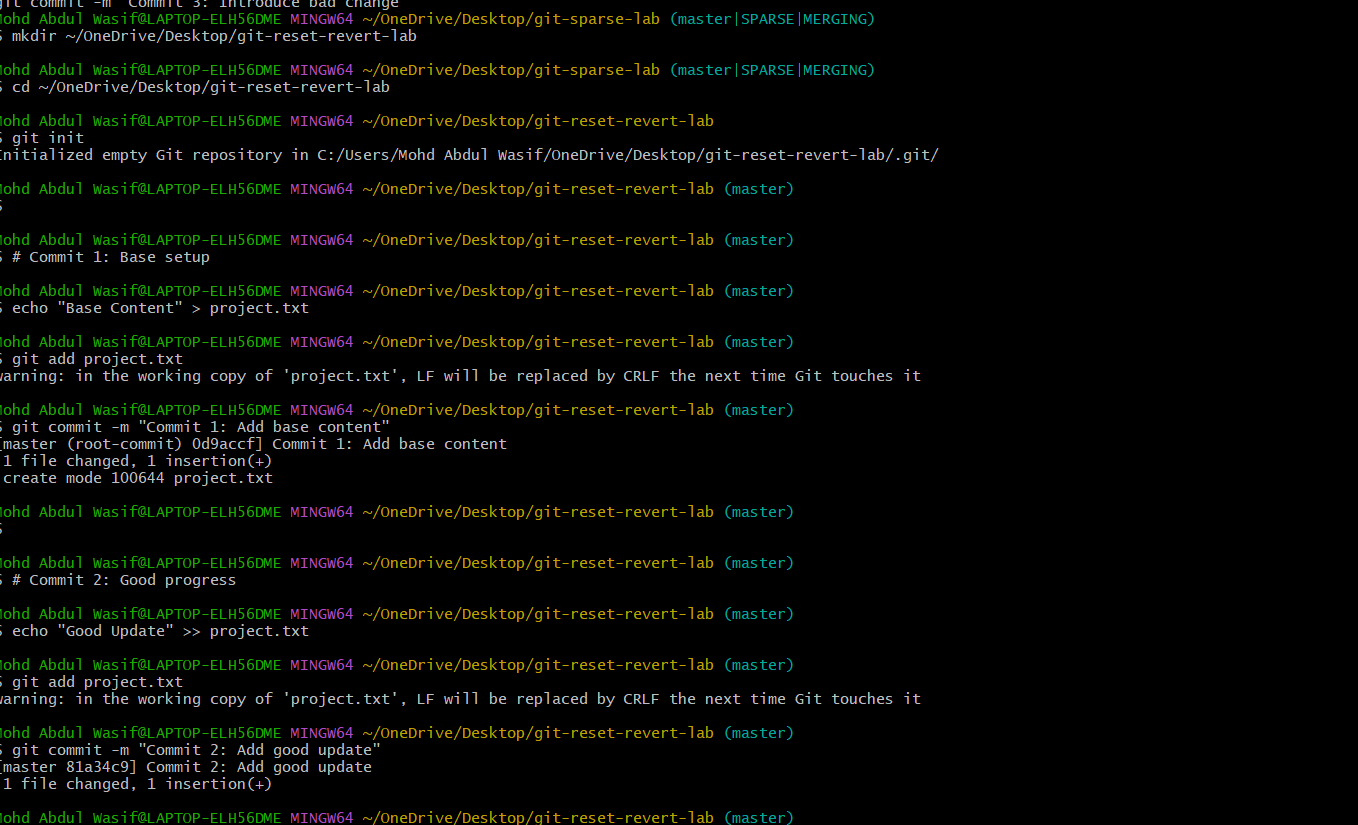 git commit -m "Commit 3: Introduce bad change
Mohd Abdul Wasif@LAPTOP-ELH56DME MINGW64 ~/OneDrive/Desktop/git-sparse-lab (master|SPARSE|MERGING)
$ mkdir ~/OneDrive/Desktop/git-reset-revert-lab
Mohd Abdul Wasif@LAPTOP-ELH56DME MINGW64 ~/OneDrive/Desktop/git-sparse-lab (master|SPARSE|MERGING)
$ cd ~/OneDrive/Desktop/git-reset-revert-lab
Mohd Abdul Wasif@LAPTOP-ELH56DME MINGW64 ~/OneDrive/Desktop/git-reset-revert-lab
$ git init
Initialized empty Git repository in C:/Users/Mohd Abdul Wasif/OneDrive/Desktop/git-reset-revert-lab/.git/
Mohd Abdul Wasif@LAPTOP-ELH56DME MINGW64 ~/OneDrive/Desktop/git-reset-revert-lab (master)
$
Mohd Abdul Wasif@LAPTOP-ELH56DME MINGW64 ~/OneDrive/Desktop/git-reset-revert-lab (master)
$ # Commit 1: Base setup
Mohd Abdul Wasif@LAPTOP-ELH56DME MINGW64 ~/OneDrive/Desktop/git-reset-revert-lab (master)
$ echo "Base Content" > project.txt
Mohd Abdul Wasif@LAPTOP-ELH56DME MINGW64 ~/OneDrive/Desktop/git-reset-revert-lab (master)
$ git add project.txt
warning: in the working copy of 'project.txt', LF will be replaced by CRLF the next time Git touches it
Mohd Abdul Wasif@LAPTOP-ELH56DME MINGW64 ~/OneDrive/Desktop/git-reset-revert-lab (master)
$ git commit -m "Commit 1: Add base content"
[master (root-commit) 0d9accf] Commit 1: Add base content
1 file changed, 1 insertion(+)
create mode 100644 project.txt
Mohd Abdul Wasif@LAPTOP-ELH56DME MINGW64 ~/OneDrive/Desktop/git-reset-revert-lab (master)
$
Mohd Abdul Wasif@LAPTOP-ELH56DME MINGW64 ~/OneDrive/Desktop/git-reset-revert-lab (master)
$ # Commit 2: Good progress
Mohd Abdul Wasif@LAPTOP-ELH56DME MINGW64 ~/OneDrive/Desktop/git-reset-revert-lab (master)
$ echo "Good Update" >> project.txt
Mohd Abdul Wasif@LAPTOP-ELH56DME MINGW64 ~/OneDrive/Desktop/git-reset-revert-lab (master)
$ git add project.txt
warning: in the working copy of 'project.txt', LF will be replaced by CRLF the next time Git touches it
Mohd Abdul Wasif@LAPTOP-ELH56DME MINGW64 ~/OneDrive/Desktop/git-reset-revert-lab (master)
$ git commit -m "Commit 2: Add good update"
[master 81a34c9] Commit 2: Add good update
1 file changed, 1 insertion(+)
Mohd Abdul Wasif@LAPTOP-ELH56DME MINGW64 ~/OneDrive/Desktop/git-reset-revert-lab (master)